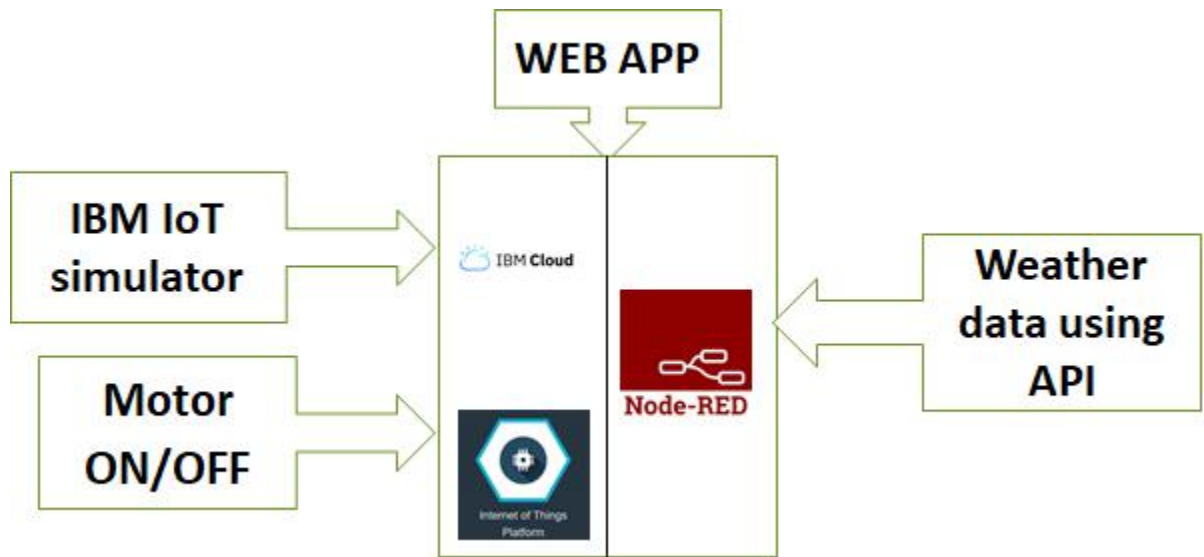 WEB APP
IBM IoT
simulator
IBM Cloud
Weather
data using
API
Node-RED
Motor
ON/OFF
Internet of Things
Platform